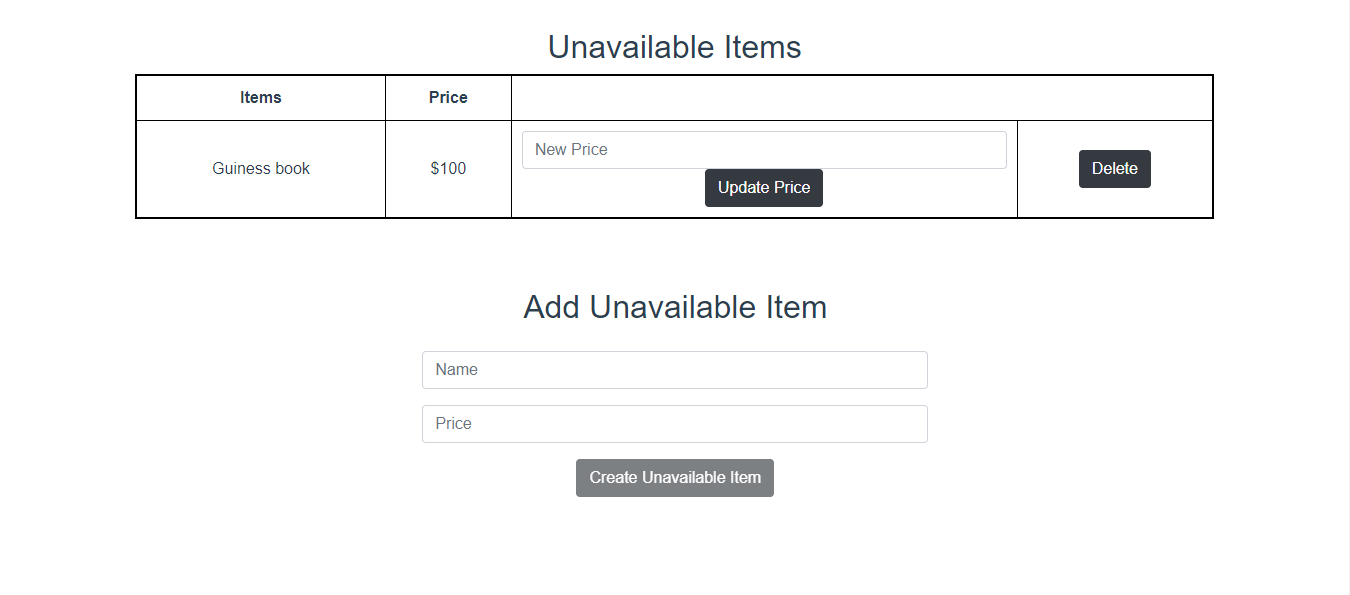 Unavailable Items
Items Price
Guiness book $100 New Price Delete
Update Price
Add Unavailable Item
Name
Price
Create Unavailable Item